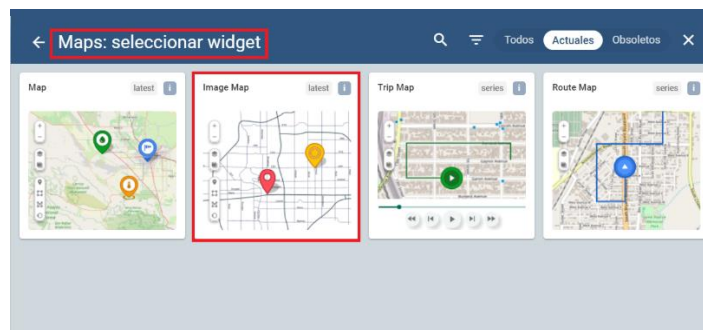 Maps: seleccionar widget
Todos
Actuales
Obsoletos
Map
latest
i
Image Map
latest
i
Trip Map
series
i
Route Map
series
i